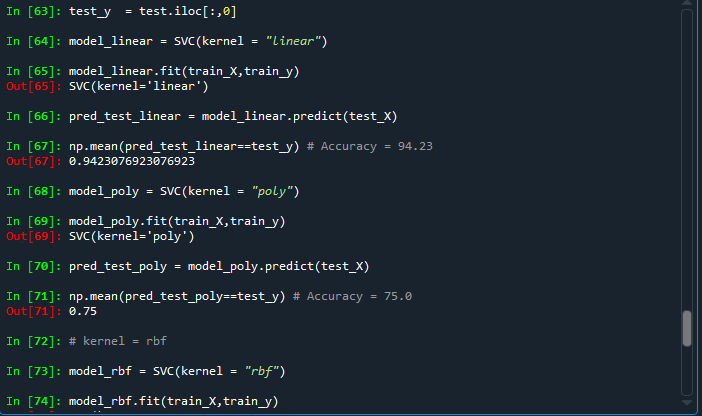 In [63]: test_y  = test.iloc[:,0]
In [64]: model_linear = SVC(kernel = "linear")
In [65]: model_linear.fit(train_X,train_y)
Out[65]: SVC(kernel='linear')
In [66]: pred_test_linear = model_linear.predict(test_X)
In [67]: np.mean(pred_test_linear==test_y) # Accuracy = 94.23
Out[67]: 0.9423076923076923
In [68]: model_poly = SVC(kernel = "poly")
In [69]: model_poly.fit(train_X,train_y)
Out[69]: SVC(kernel='poly')
In [70]: pred_test_poly = model_poly.predict(test_X)
In [71]: np.mean(pred_test_poly==test_y) # Accuracy = 75.0
Out[71]: 0.75
In [72]: # kernel = rbf
In [73]: model_rbf = SVC(kernel = "rbf")
In [74]: model_rbf.fit(train_X,train_y)